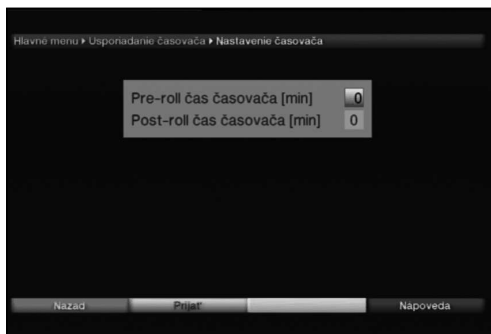 Hlavné menu ▸ Usporiadanie časovača ▸ Nastavenie časovača
Pre-roll čas časovača [min] 0
Post-roll čas časovača [min] 0
Nazad Prijať Nápoveda